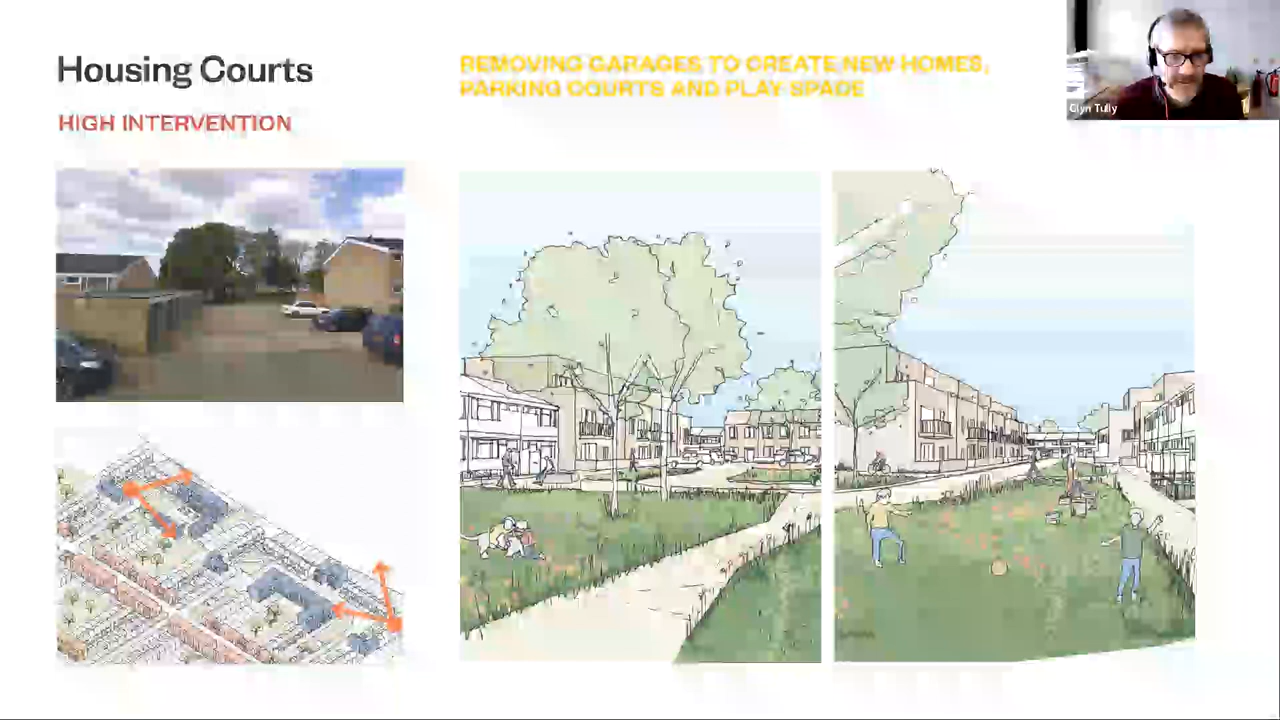 Housing Courts
HIGH INTERVENTION
REMOVING GARAGES TO CREATE NEW HOMES,
PARKING COURTS AND PLAY SPACE
Glyn Tully